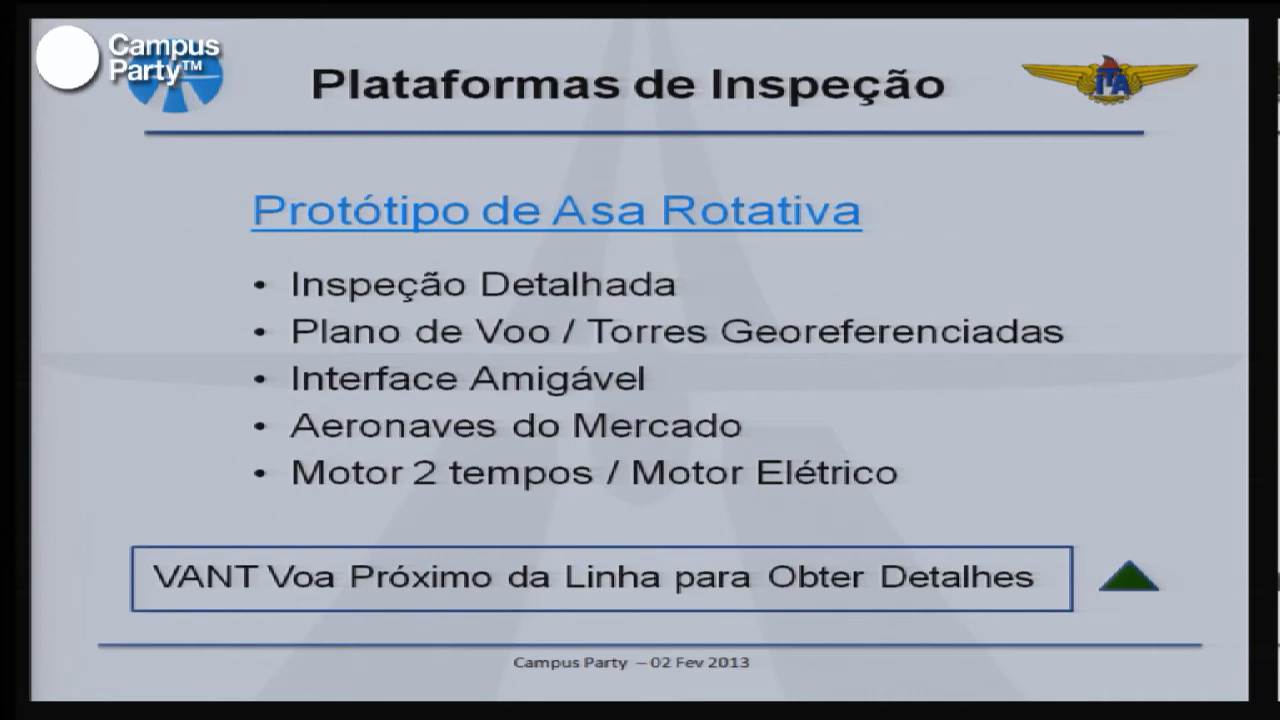 Campus
Party™
Plataformas de Inspeção
ITA
Protótipo de Asa Rotativa
• Inspeção Detalhada
• Plano de Voo / Torres Georeferenciadas
• Interface Amigável
• Aeronaves do Mercado
• Motor 2 tempos / Motor Elétrico
VANT Voa Próximo da Linha para Obter Detalhes
Campus Party – 02 Fev 2013